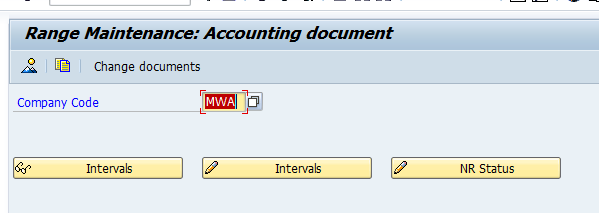 Range Maintenance: Accounting document
Change documents
Company Code MWA
Intervals Intervals NR Status